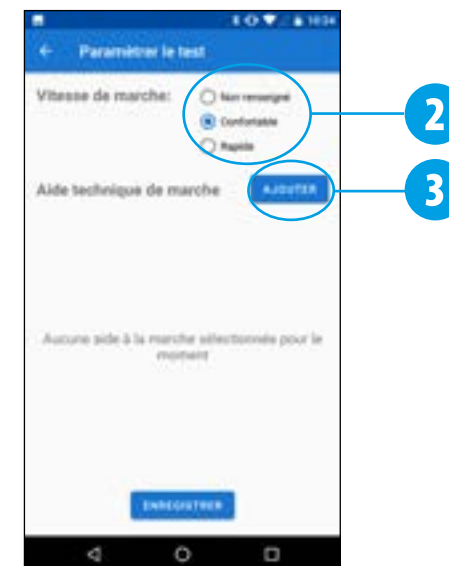 10:34
Paramétrer le test
Vitesse de marche:
Non renseigné
Confortable
Rapide
2
Aide technique de marche
AJOUTER
3
Aucune aide à la marche sélectionnée pour le
moment
ENREGISTRER